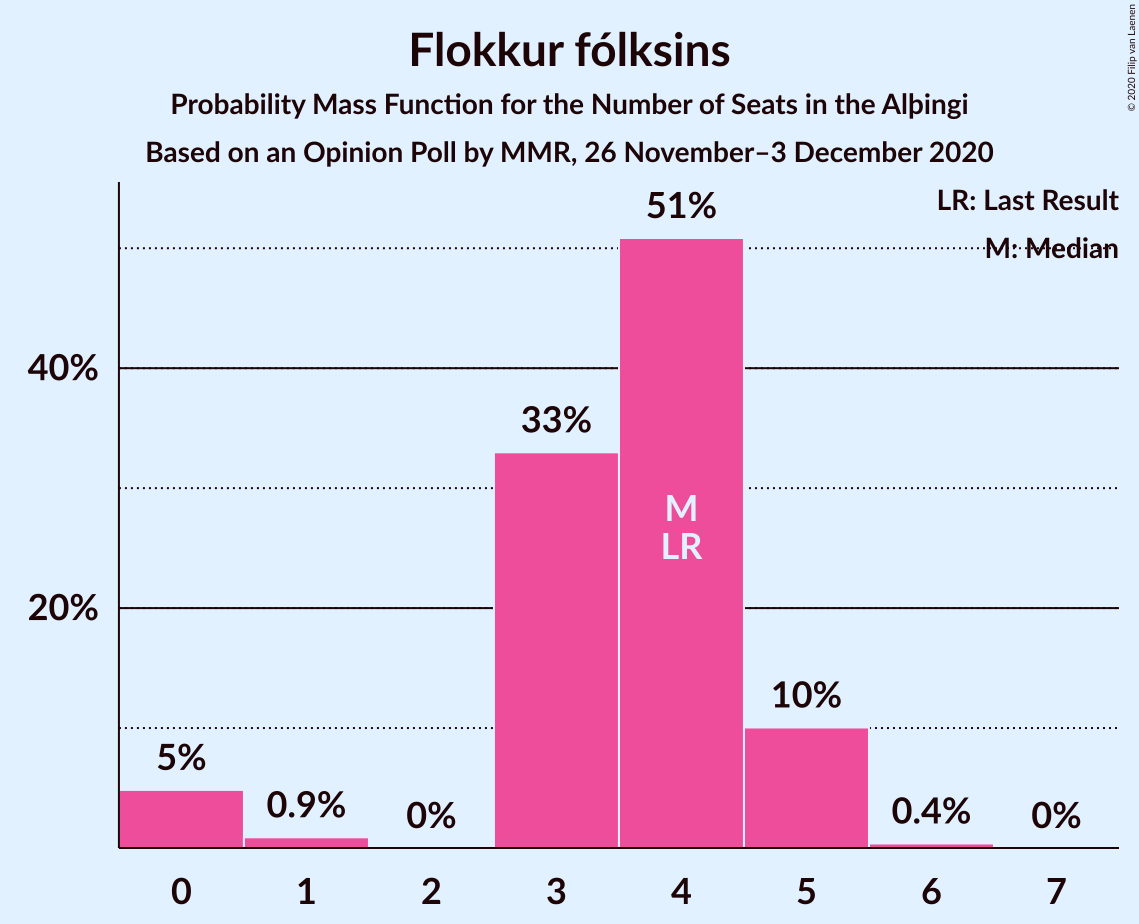 Flokkur fólksins
Probability Mass Function for the Number of Seats in the Alþingi
Based on an Opinion Poll by MMR, 26 November–3 December 2020
© 2020 Filip van Laenen
LR: Last Result
M: Median
51%
40%
33%
M
LR
20%
10%
5%
0.9%
0%
0.4%
0%
0 1 2 3 4 5 6 7